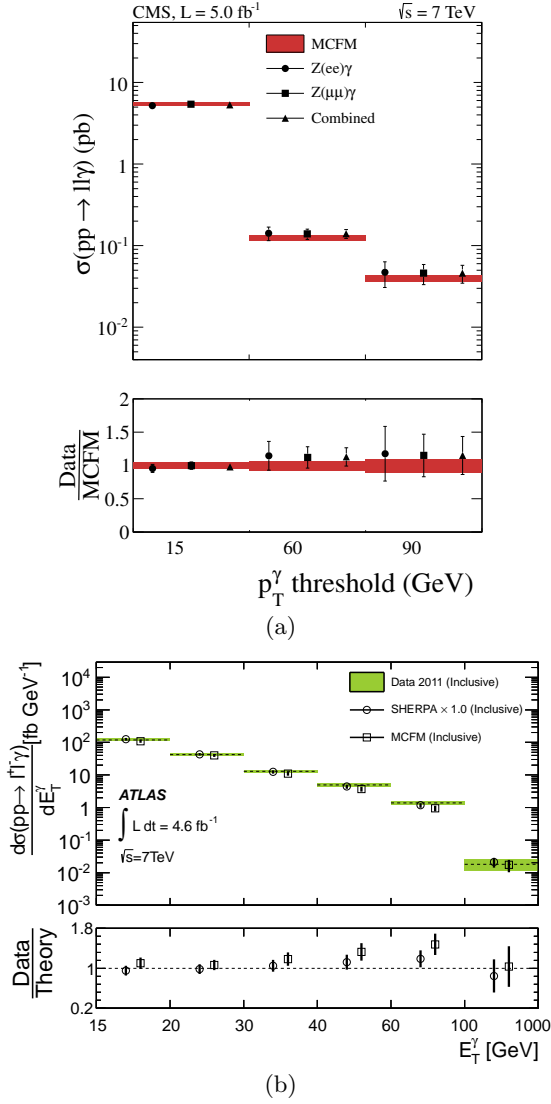 CMS, L = 5.0 fb⁻¹ √s = 7 TeV
MCFM
Z(ee)γ
Z(μμ)γ
Combined
σ(pp → llγ) (pb)
10
1
10⁻¹
10⁻²
Data
MCFM
2
1.5
1
0.5
0
15 60 90
p_T^γ threshold (GeV)
(a)
dσ(pp→ l⁺l⁻γ) [fb GeV⁻¹]
dE_T^γ
10⁴
10³
10²
10
1
10⁻¹
10⁻²
10⁻³
Data 2011 (Inclusive)
SHERPA × 1.0 (Inclusive)
MCFM (Inclusive)
ATLAS
∫ L dt = 4.6 fb⁻¹
√s=7TeV
Data
Theory
1.8
1
0.2
15 20 30 40 60 100 1000
E_T^γ [GeV]
(b)